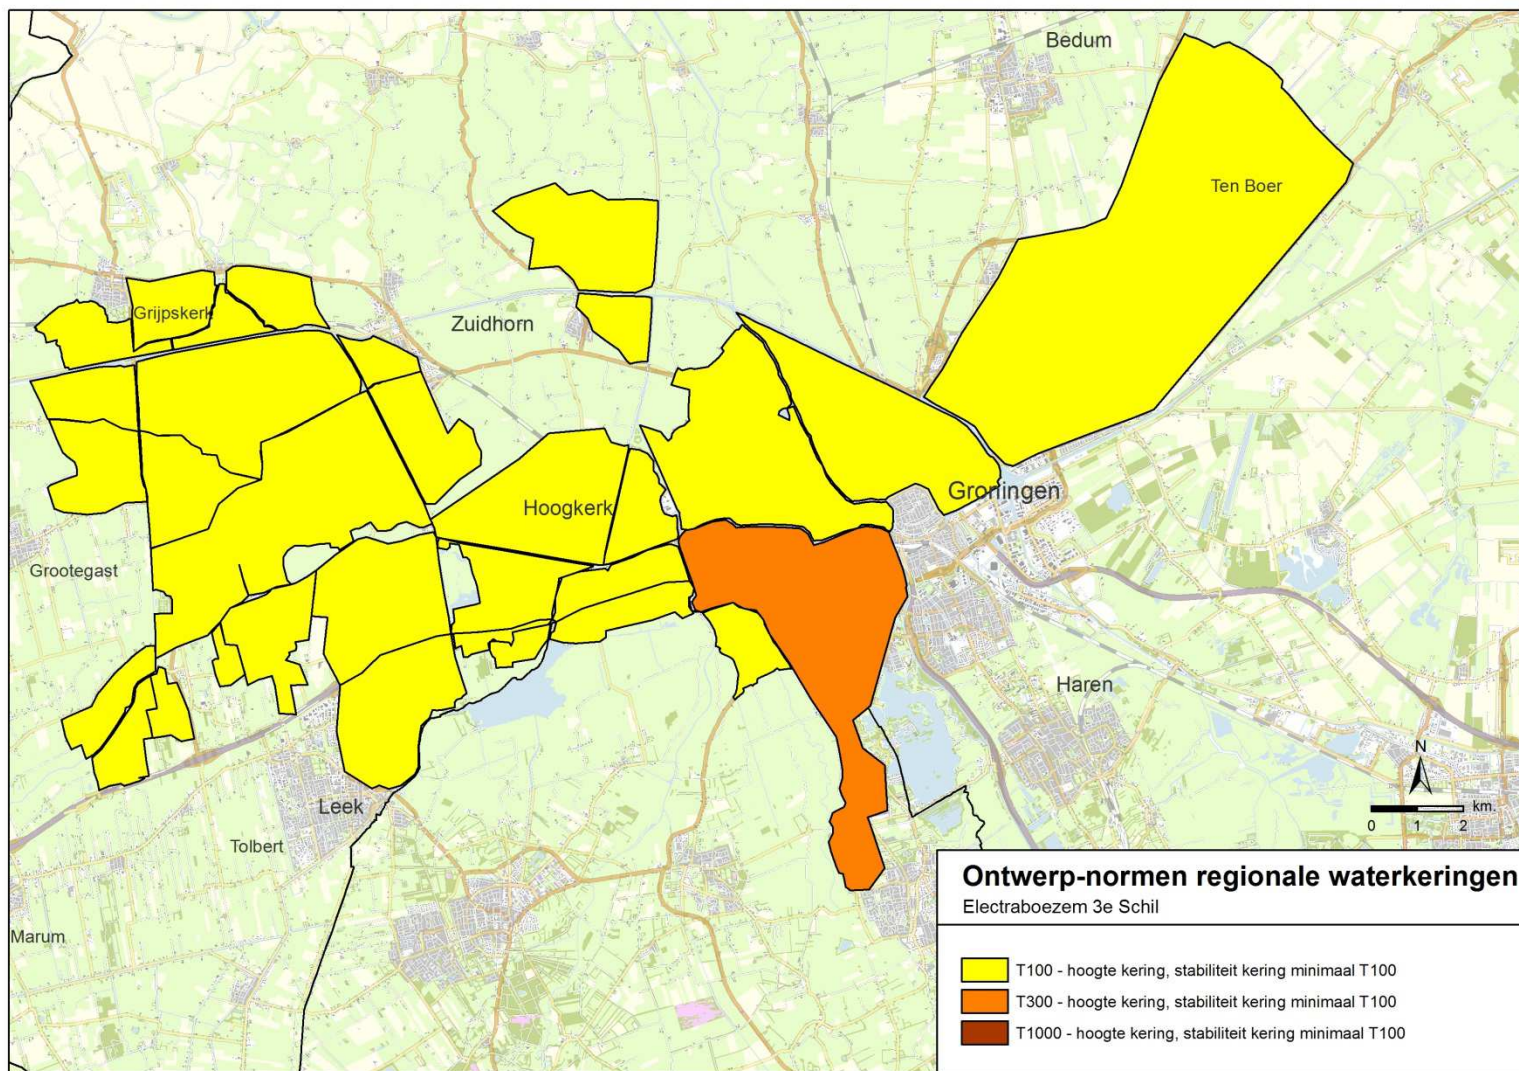 Bedum
Ten Boer
Grijpskerk
Zuidhorn
Groningen
Hoogkerk
Grootegast
Haren
N
km.
0 1 2
Leek
Tolbert
Marum
Ontwerp-normen regionale waterkeringen
Electraboezem 3e Schil
T100 - hoogte kering, stabiliteit kering minimaal T100
T300 - hoogte kering, stabiliteit kering minimaal T100
T1000 - hoogte kering, stabiliteit kering minimaal T100